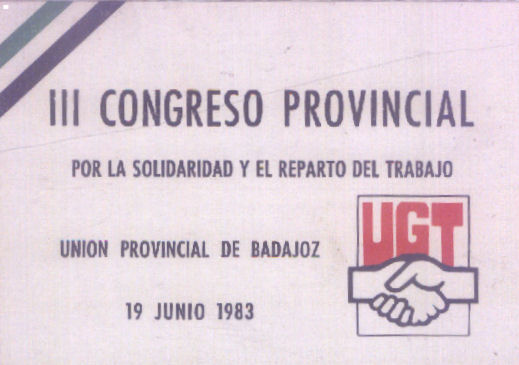 III CONGRESO PROVINCIAL
POR LA SOLIDARIDAD Y EL REPARTO DEL TRABAJO
UNION PROVINCIAL DE BADAJOZ
19 JUNIO 1983
UGT